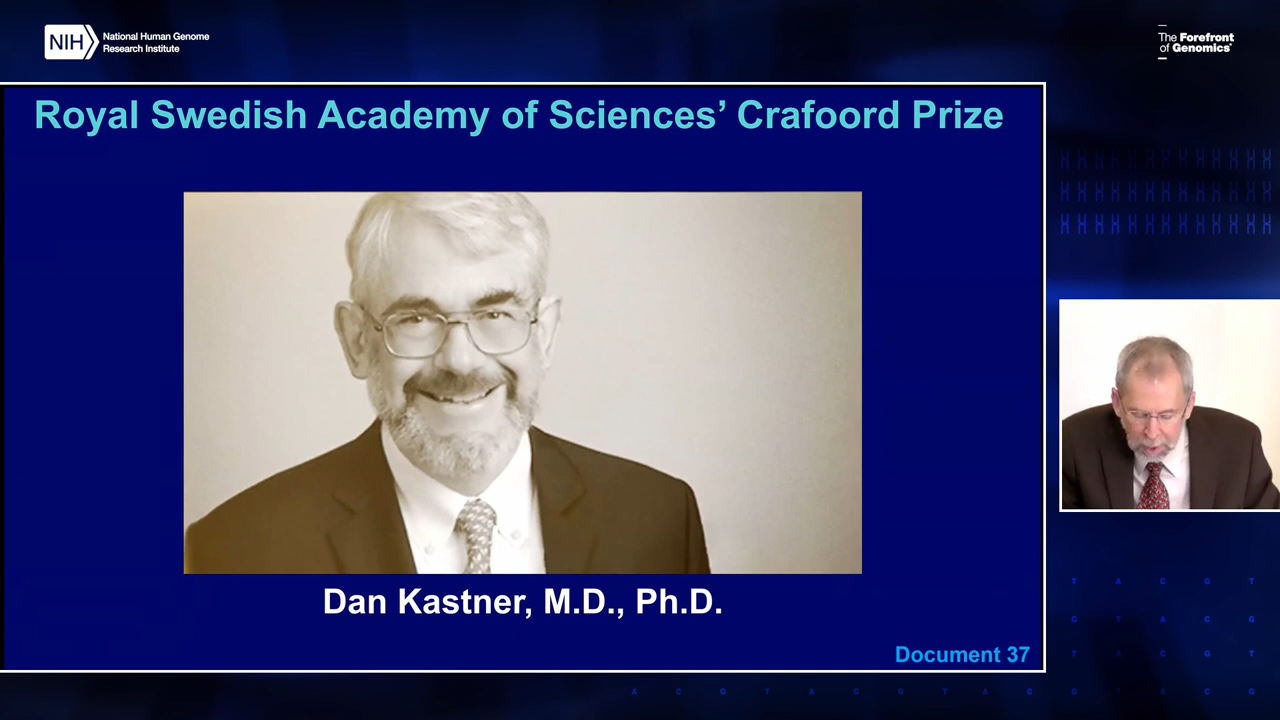 NIH
National Human Genome
Research Institute
The Forefront
of Genomics®
Royal Swedish Academy of Sciences’ Crafoord Prize
Dan Kastner, M.D., Ph.D.
Document 37
T A C G T
G T A C G
T A C G T
A C G T A C G T A C G T A C G